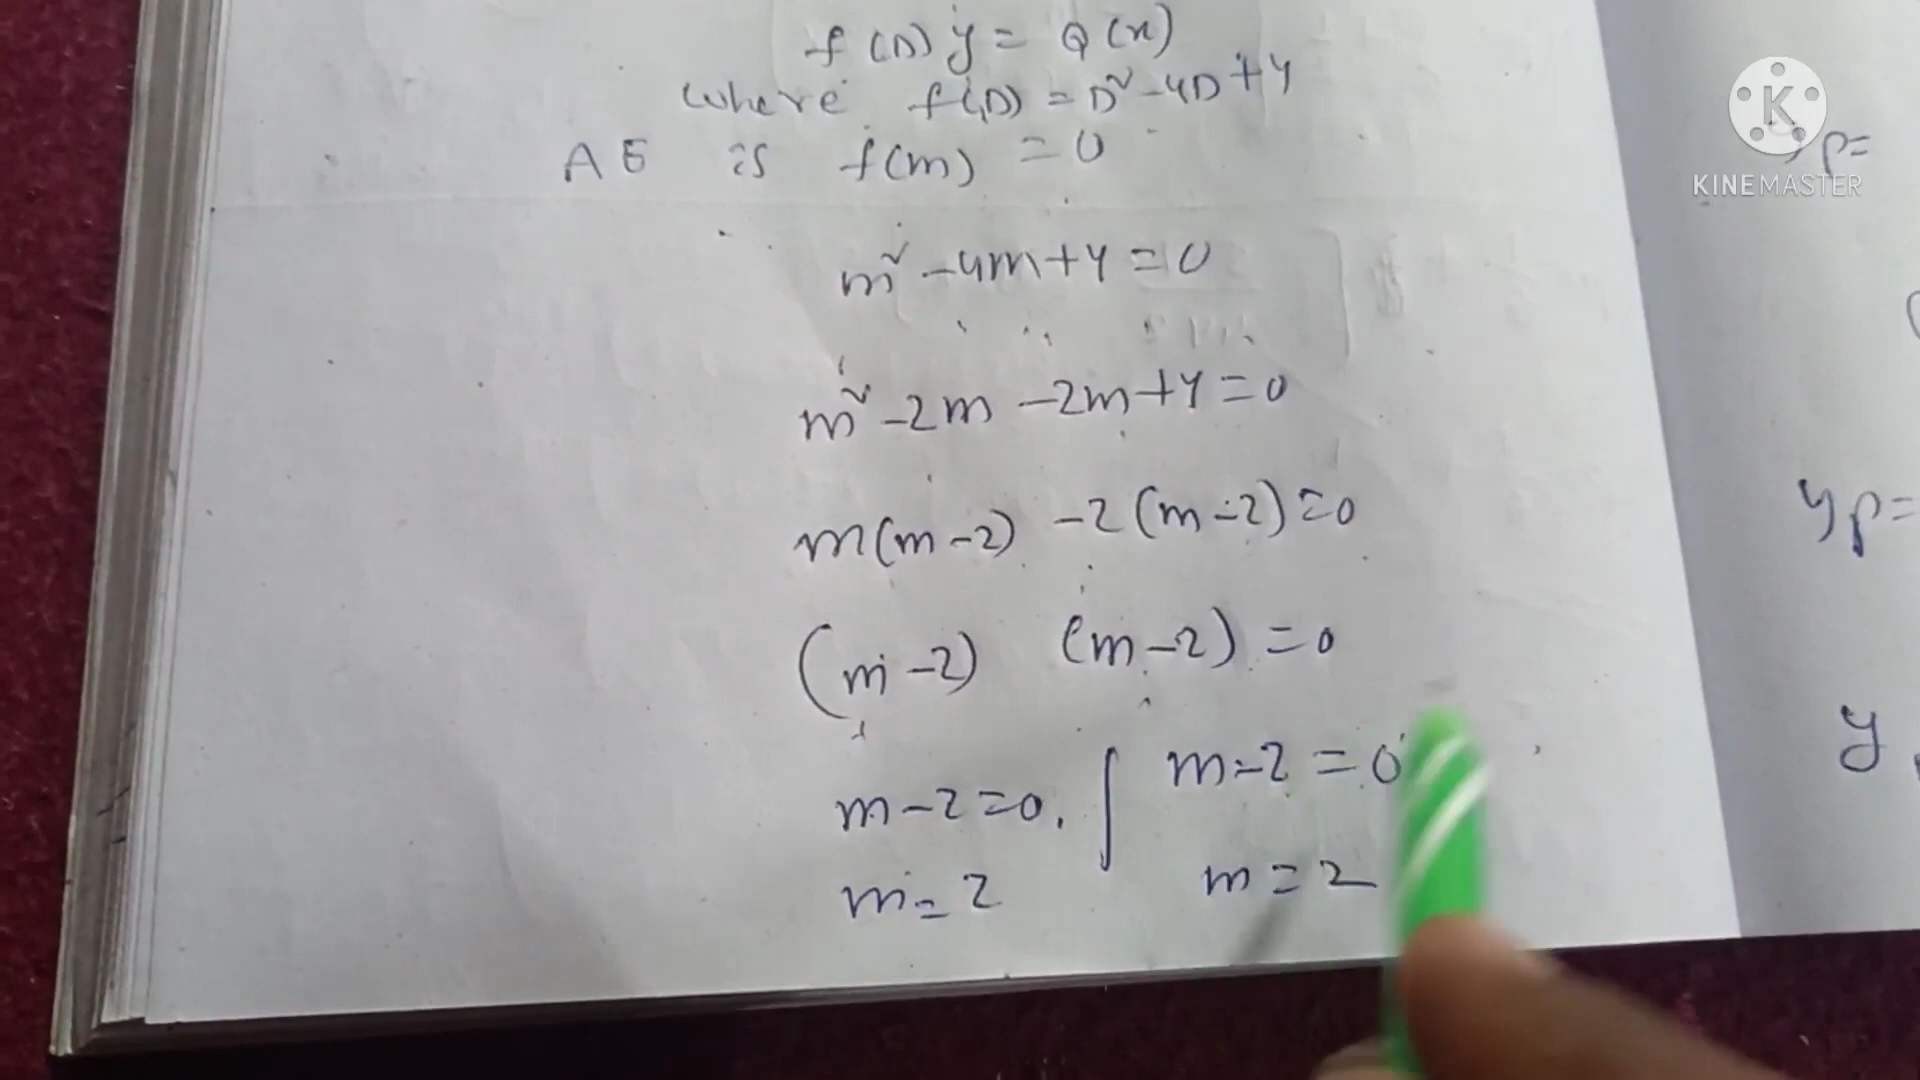 f(D)y = Q(x)
where f(D) = D² - 4D + 4
AE is f(m) = 0
m² - 4m + 4 = 0
m² - 2m - 2m + 4 = 0
m(m-2) - 2(m-2) = 0
(m-2) (m-2) = 0
m-2=0. ∫ m-2=0
m=2 m=2
yp=
yp=
y
KINEMASTER